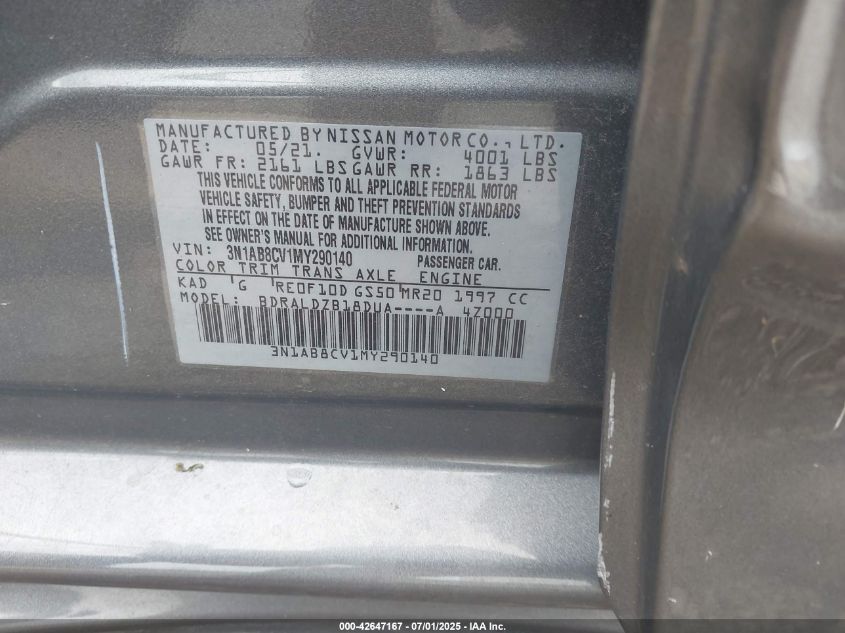 MANUFACTURED BY NISSAN MOTOR CO., LTD.
DATE: 05/21. GVWR: 4001 LBS
GAWR FR: 2161 LBS GAWR RR: 1863 LBS
THIS VEHICLE CONFORMS TO ALL APPLICABLE FEDERAL MOTOR
VEHICLE SAFETY, BUMPER AND THEFT PREVENTION STANDARDS
IN EFFECT ON THE DATE OF MANUFACTURE SHOWN ABOVE.
SEE OWNER'S MANUAL FOR ADDITIONAL INFORMATION.
VIN: 3N1AB8CV1MY290140 PASSENGER CAR.
COLOR TRIM TRANS AXLE ENGINE
KAD G RE0F10D GS50 MR20 1997 CC
MODEL: BDRALDZB18DUA----A 47000
3N1AB8CV1MY290140
000-42647167 - 07/01/2025 - IAA Inc.